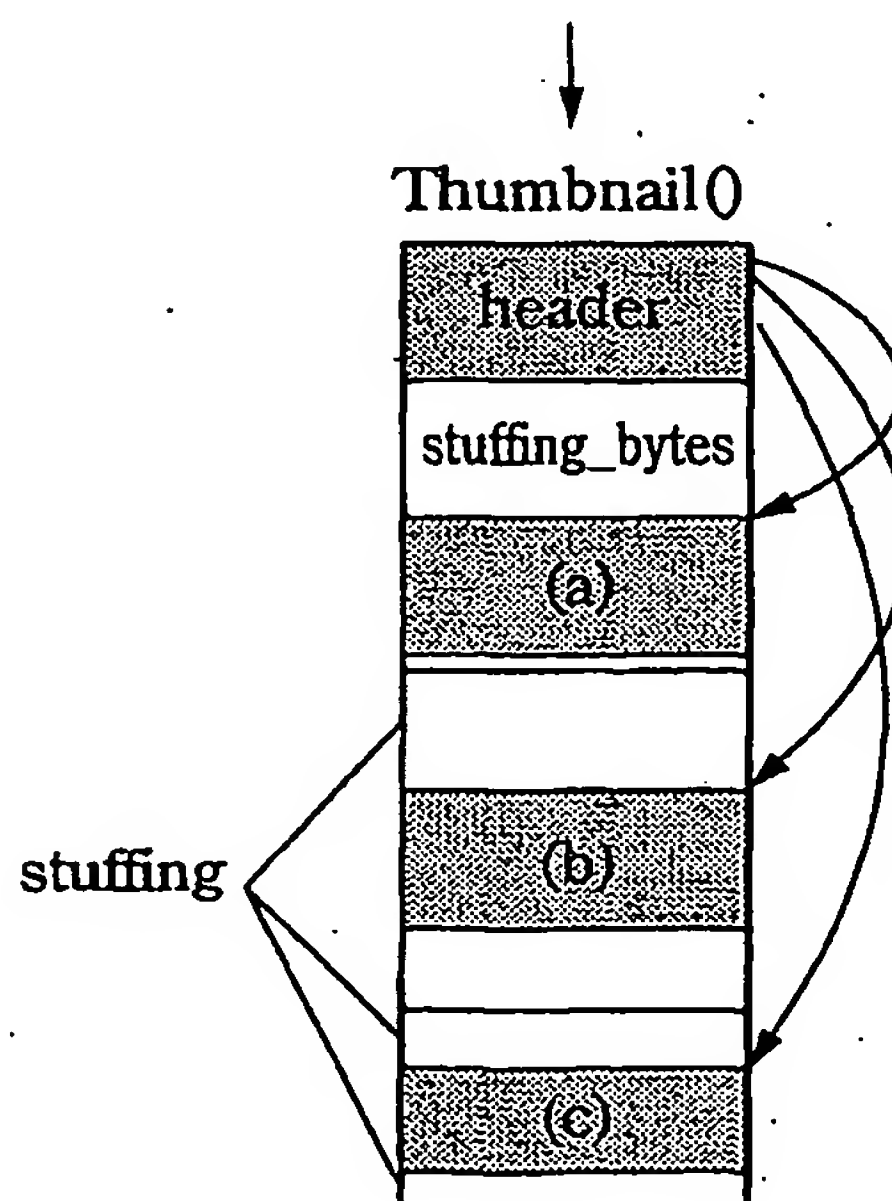 Thumbnail()
header
stuffing_bytes
(a)
stuffing
(b)
(c)